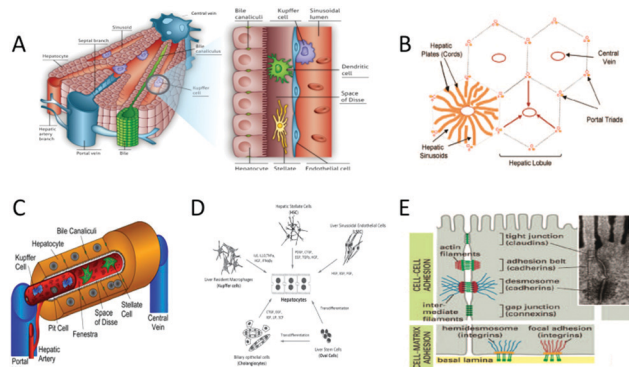 A
Central vein
Sinusoid
Septal branch
Hepatocyte
Bile
canaliculus
Kupffer
cell
Hepatic
artery
branch
Portal vein
Bile
Bile
canaliculi
Kupffer
cell
Sinusoidal
lumen
Dendritic
cell
Space
of Disse
Hepatocyte
Stellate
Endothelial cell
B
Hepatic
Plates (Cords)
Central
Vein
Portal Triads
Hepatic
Sinusoids
Hepatic Lobule
C
Bile Canaliculi
Hepatocyte
Kupffer
Cell
Stellate
Cell
Space of
Disse
Fenestra
Pit Cell
Central
Vein
Hepatic
Artery
Portal
D
Hepatic Stellate Cells
(HSC)
Liver Sinusoidal Endothelial Cells
Liver Resident Macrophages
(Kupffer cells)
Hepatocytes
Transdifferentiation
Biliary epithelial cells
(Cholangiocytes)
Liver Stem Cells
(Oval Cells)
E
CELL-CELL
ADHESION
actin
filaments
inter-
mediate
filaments
tight junction
(claudins)
adhesion belt
(cadherins)
desmosome
(cadherins)
gap junction
(connexins)
CELL-MATRIX
ADHESION
hemidesmosome
(integrins)
focal adhesion
(integrins)
basal lamina